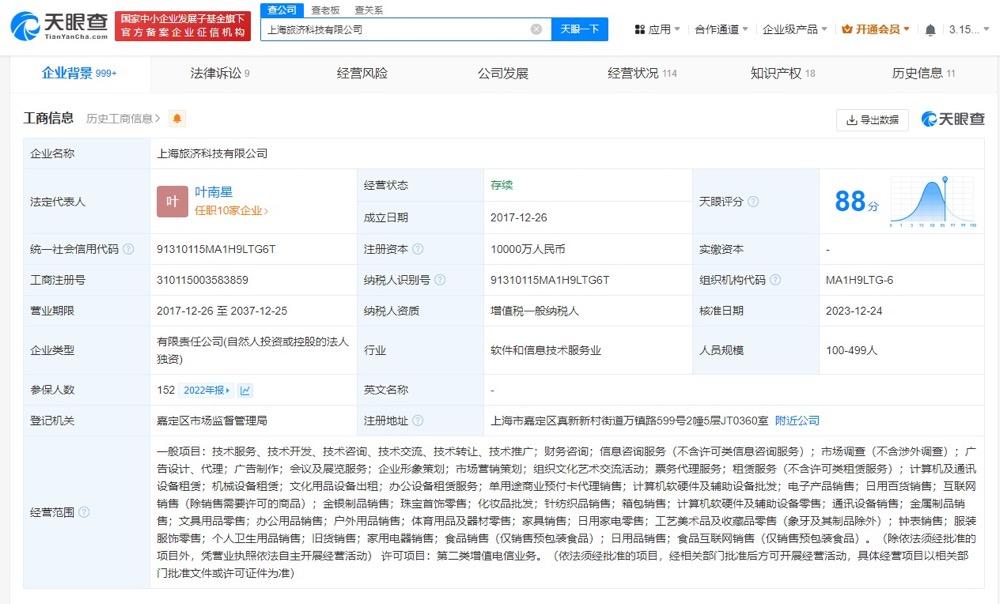 天眼查
TianYanCha.com
国家中小企业发展子基金旗下
官方备案企业征信机构
查公司 查老板 查关系
上海旅济科技有限公司
天眼一下
应用 合作通道 企业级产品 开通会员 3.15...
企业背景 999+ 法律诉讼 9 经营风险 公司发展 经营状况 114 知识产权 18 历史信息 11
工商信息 历史工商信息 导出数据 天眼查
企业名称 上海旅济科技有限公司
法定代表人 叶 叶南星 任职10家企业
经营状态 存续
成立日期 2017-12-26
天眼评分 88分
统一社会信用代码 91310115MA1H9LTG6T 注册资本 10000万人民币 实缴资本 -
工商注册号 310115003583859 纳税人识别号 91310115MA1H9LTG6T 组织机构代码 MA1H9LTG-6
营业期限 2017-12-26 至 2037-12-25 纳税人资质 增值税一般纳税人 核准日期 2023-12-24
企业类型 有限责任公司(自然人投资或控股的法人独资) 行业 软件和信息技术服务业 人员规模 100-499人
参保人数 152 2022年报 英文名称 -
登记机关 嘉定区市场监督管理局 注册地址 上海市嘉定区真新新村街道万镇路599号2幢5层JT0360室 附近公司
经营范围
一般项目：技术服务、技术开发、技术咨询、技术交流、技术转让、技术推广；财务咨询；信息咨询服务（不含许可类信息咨询服务）；市场调查（不含涉外调查）；广
告设计、代理；广告制作；会议及展览服务；企业形象策划；市场营销策划；组织文化艺术交流活动；票务代理服务；租赁服务（不含许可类租赁服务）；计算机及通讯
设备租赁；机械设备租赁；文化用品设备出租；办公设备租赁服务；单用途商业预付卡代理销售；计算机软硬件及辅助设备批发；电子产品销售；日用百货销售；互联网
销售（除销售需要许可的商品）；金银制品销售；珠宝首饰零售；化妆品批发；针纺织品销售；箱包销售；计算机软硬件及辅助设备零售；通讯设备销售；金属制品销
售；文具用品零售；办公用品销售；户外用品销售；体育用品及器材零售；家具销售；日用家电零售；工艺美术品及收藏品零售（象牙及其制品除外）；钟表销售；服装
服饰零售；个人卫生用品销售；旧货销售；家用电器销售；食品销售（仅销售预包装食品）；日用品销售；食品互联网销售（仅销售预包装食品）。（除依法须经批准的
项目外，凭营业执照依法自主开展经营活动） 许可项目：第二类增值电信业务。（依法须经批准的项目，经相关部门批准后方可开展经营活动，具体经营项目以相关部
门批准文件或许可证件为准）